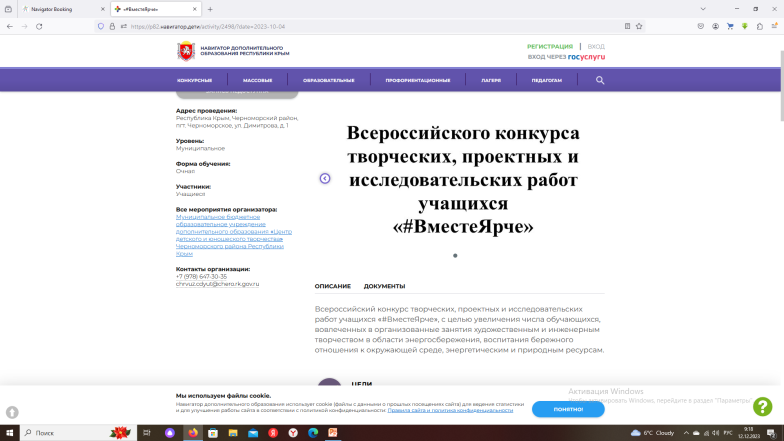 Navigator Booking
«#ВместеЯрче»
https://р82.навигатор.дети/activity/2498/?date=2023-10-04
НАВИГАТОР ДОПОЛНИТЕЛЬНОГО
ОБРАЗОВАНИЯ РЕСПУБЛИКИ КРЫМ
РЕГИСТРАЦИЯ | ВХОД
ВХОД ЧЕРЕЗ госуслуги
КОНКУРСНЫЕ
МАССОВЫЕ
ОБРАЗОВАТЕЛЬНЫЕ
ПРОФОРИЕНТАЦИОННЫЕ
ЛАГЕРЯ
ПЕДАГОГАМ
Адрес проведения:
Республика Крым, Черноморский район,
пгт. Черноморское, ул. Димитрова, д. 1
Уровень:
Муниципальное
Форма обучения:
Очная
Участники:
Учащиеся
Все мероприятия организатора:
Муниципальное бюджетное
образовательное учреждение
дополнительного образования «Центр
детского и юношеского творчества»
Черноморского района Республики
Крым
Контакты организации:
+7 (978) 647-30-35
chrvuz.cdyut@chero.rk.gov.ru
Всероссийского конкурса
творческих, проектных и
исследовательских работ
учащихся
«#ВместеЯрче»
ОПИСАНИЕ
ДОКУМЕНТЫ
Всероссийский конкурс творческих, проектных и исследовательских
работ учащихся «#ВместеЯрче», с целью увеличения числа обучающихся,
вовлеченных в организованные занятия художественным и инженерным
творчеством в области энергосбережения, воспитания бережного
отношения к окружающей среде, энергетическим и природным ресурсам.
ЦЕЛИ
Мы используем файлы cookie.
Навигатор дополнительного образования использует cookie (файлы с данными о прошлых посещениях сайта) для ведения статистики
и для улучшения работы сайта в соответствии с политикой конфиденциальности. Правила сайта и политика конфиденциальности
ПОНЯТНО!
Активация Windows
Чтобы активировать Windows, перейдите в раздел "Параметры".
?
Поиск
6°C Cloudy
РУС
9:18
12.12.2023